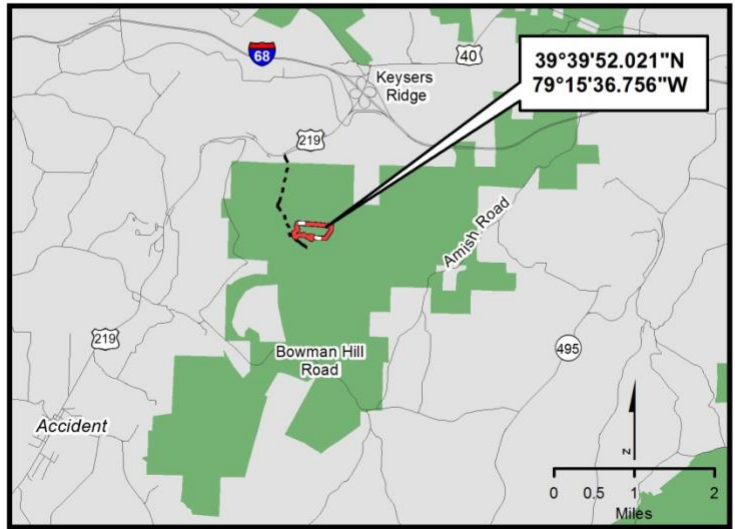 68
40
39°39'52.021"N
79°15'36.756"W
Keysers
Ridge
219
Amish Road
219
Bowman Hill
Road
495
Accident
N
0 0.5 1 2
Miles